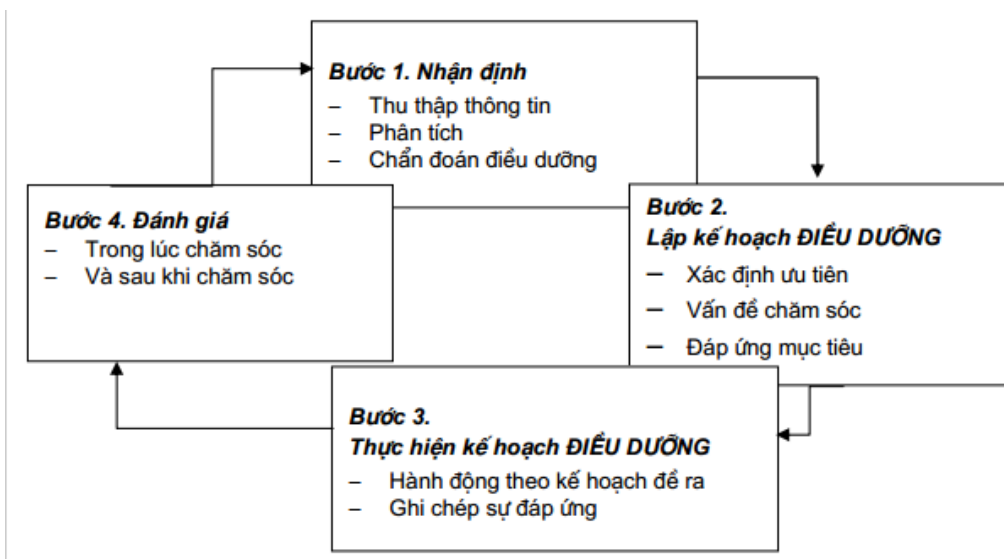 Bước 1. Nhận định
– Thu thập thông tin
– Phân tích
– Chẩn đoán điều dưỡng
Bước 2.
Lập kế hoạch ĐIỀU DƯỠNG
– Xác định ưu tiên
– Vấn đề chăm sóc
– Đáp ứng mục tiêu
Bước 3.
Thực hiện kế hoạch ĐIỀU DƯỠNG
– Hành động theo kế hoạch đề ra
– Ghi chép sự đáp ứng
Bước 4. Đánh giá
– Trong lúc chăm sóc
– Và sau khi chăm sóc